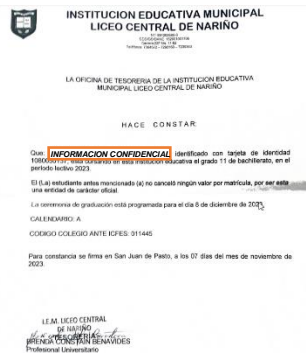 INSTITUCION EDUCATIVA MUNICIPAL
LICEO CENTRAL DE NARIÑO
LA OFICINA DE TESORERIA DE LA INSTITUCION EDUCATIVA
MUNICIPAL LICEO CENTRAL DE NARIÑO
HACE CONSTAR
Que: INFORMACION CONFIDENCIAL identificado con tarjeta de identidad
esta cursando en esta institución educativa el grado 11 de bachillerato, en el
periodo lectivo 2023.
El (La) estudiante antes mencionado (a) no canceló ningún valor por matrícula, por ser esta
una entidad de carácter oficial.
La ceremonia de graduación está programada para el día 8 de diciembre de
CALENDARIO: A
CODIGO COLEGIO ANTE ICFES: 011445
Para constancia se firma en San Juan de Pasto, a los 07 días del mes de noviembre de
2023.
I.E.M. LICEO CENTRAL
DE NARIÑO
TESORERIA
BRENDA CONSTAIN BENAVIDES
Profesional Universitario